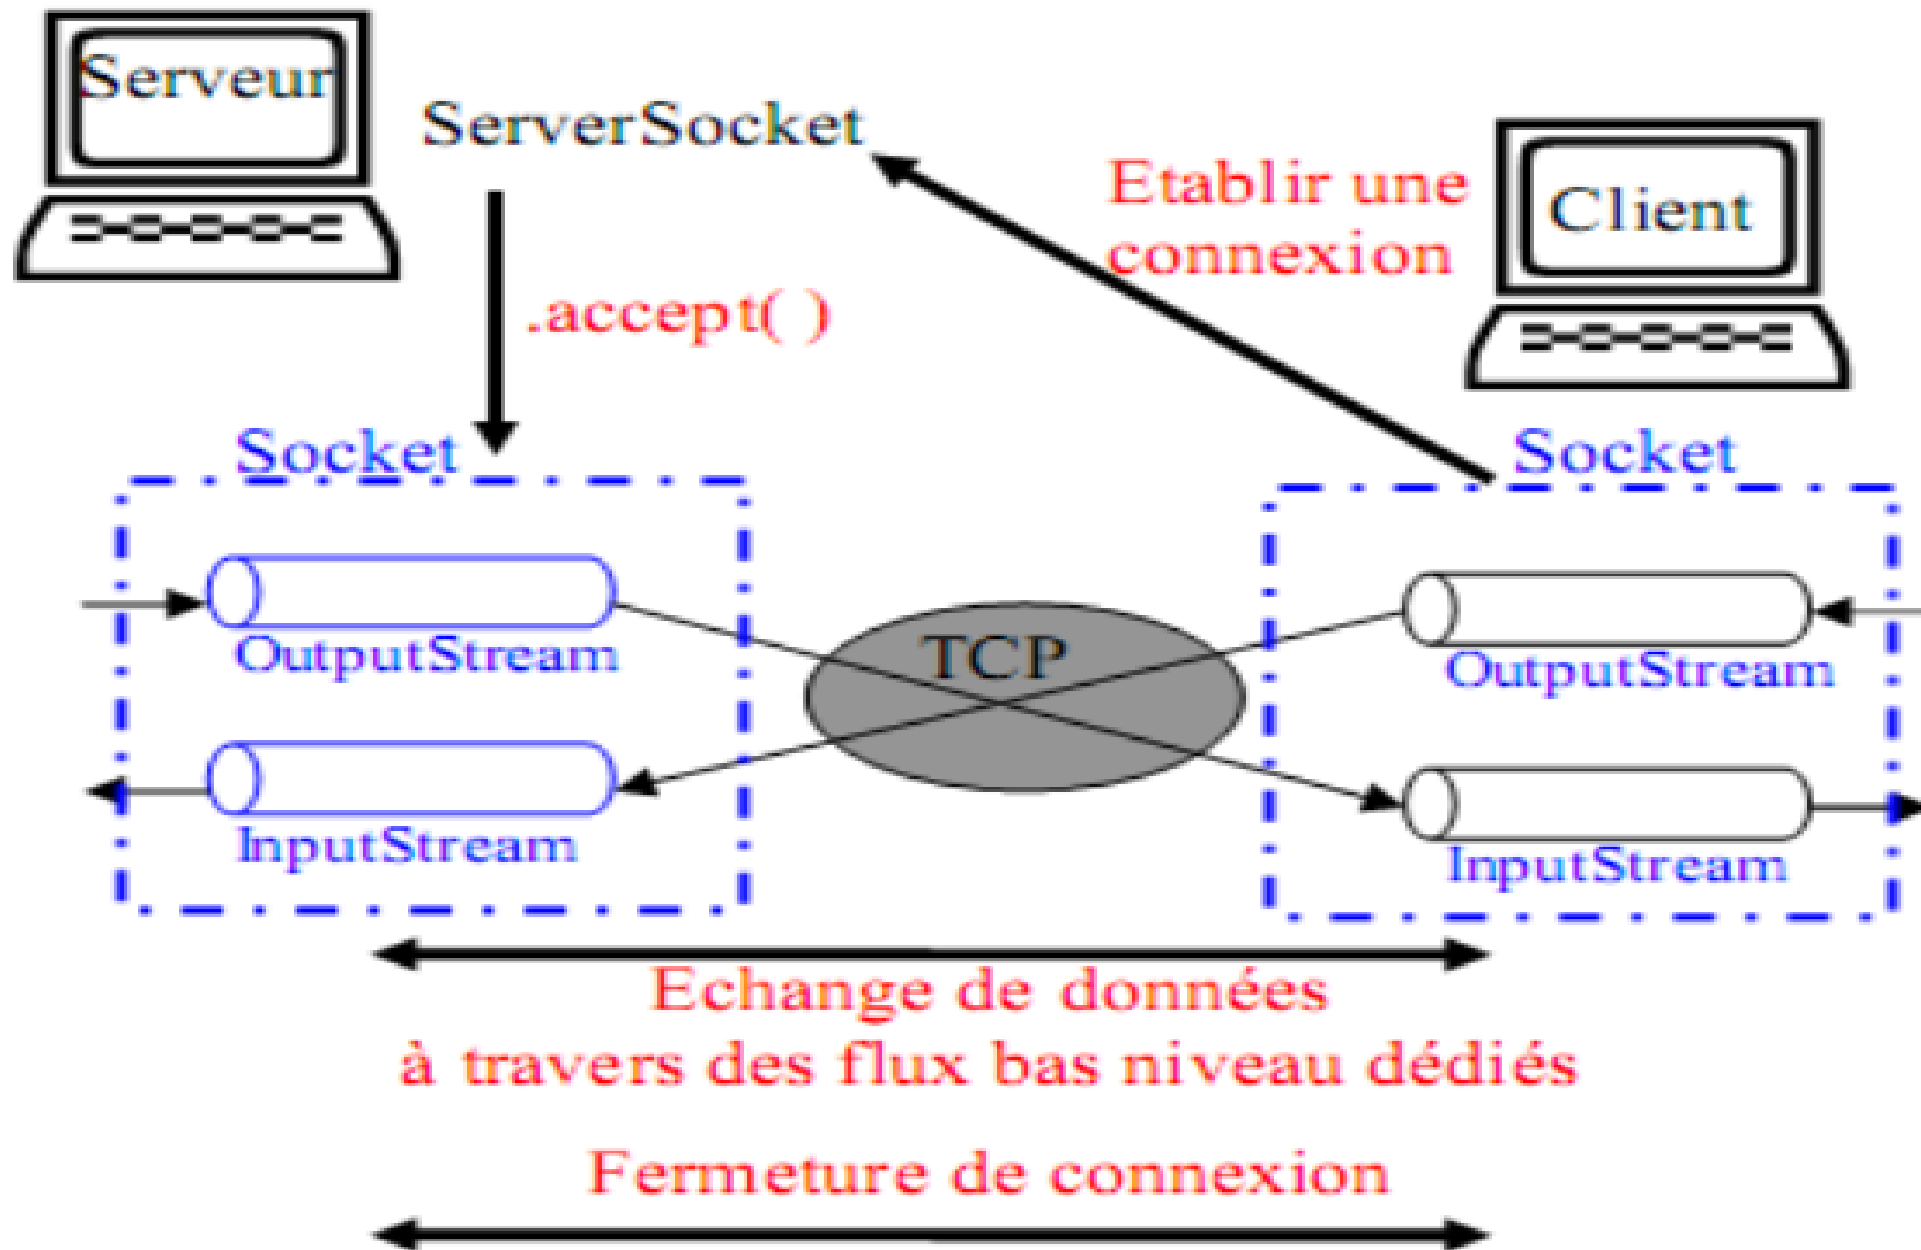 Serveur
ServerSocket
Etablir une
connexion
Client
.accept( )
Socket
Socket
OutputStream
TCP
OutputStream
InputStream
InputStream
Echange de données
à travers des flux bas niveau dédiés
Fermeture de connexion